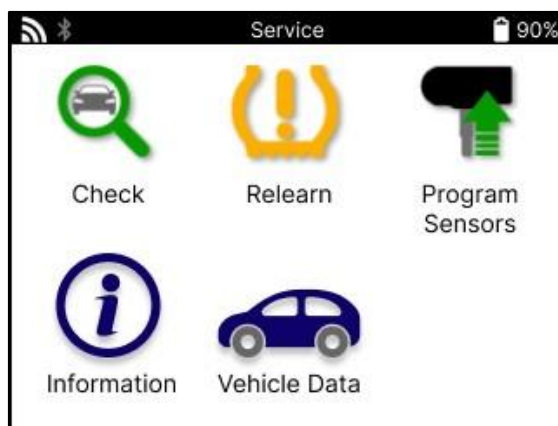 Service
90%
Check
Relearn
Program
Sensors
Information
Vehicle Data